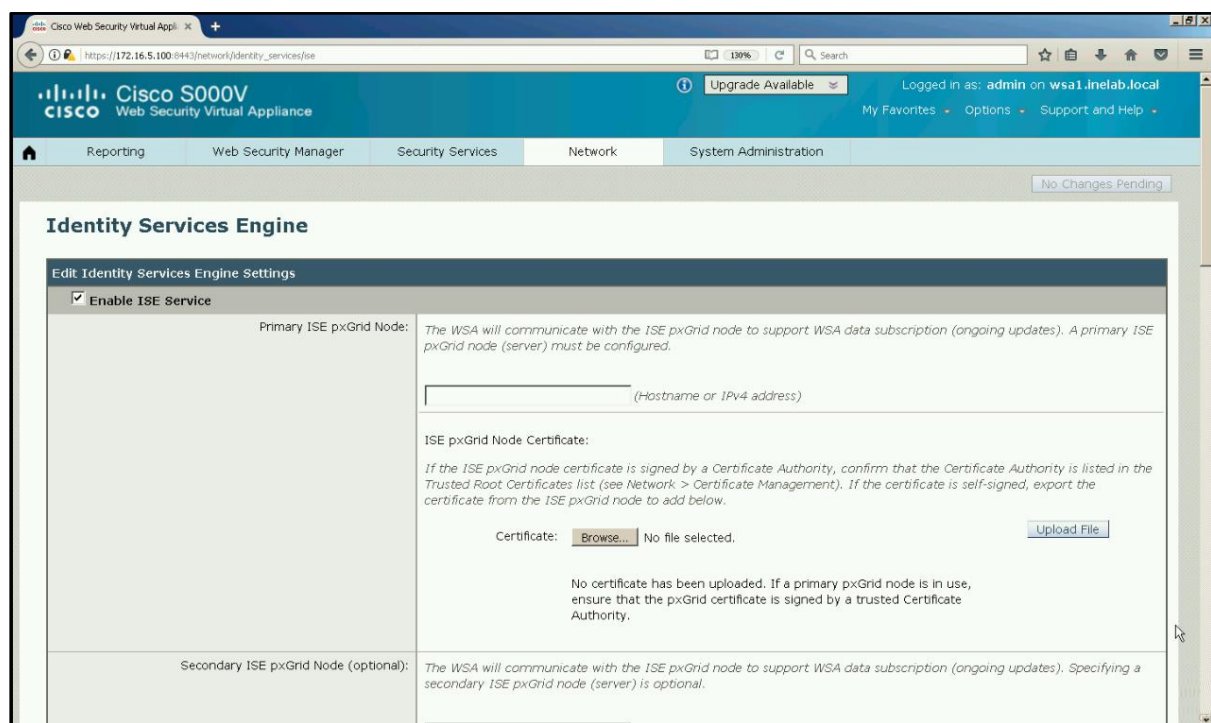 Cisco Web Security Virtual Appli
https://172.16.5.100:8443/network/identity_services/ise
130%
Search
CISCO
Cisco S000V
Web Security Virtual Appliance
Upgrade Available
Logged in as: admin on wsa1.inelab.local
My Favorites Options Support and Help
Reporting Web Security Manager Security Services Network System Administration
No Changes Pending
Identity Services Engine
Edit Identity Services Engine Settings
Enable ISE Service
Primary ISE pxGrid Node:
The WSA will communicate with the ISE pxGrid node to support WSA data subscription (ongoing updates). A primary ISE
pxGrid node (server) must be configured.
(Hostname or IPv4 address)
ISE pxGrid Node Certificate:
If the ISE pxGrid node certificate is signed by a Certificate Authority, confirm that the Certificate Authority is listed in the
Trusted Root Certificates list (see Network > Certificate Management). If the certificate is self-signed, export the
certificate from the ISE pxGrid node to add below.
Certificate: Browse... No file selected. Upload File
No certificate has been uploaded. If a primary pxGrid node is in use,
ensure that the pxGrid certificate is signed by a trusted Certificate
Authority.
Secondary ISE pxGrid Node (optional):
The WSA will communicate with the ISE pxGrid node to support WSA data subscription (ongoing updates). Specifying a
secondary ISE pxGrid node (server) is optional.